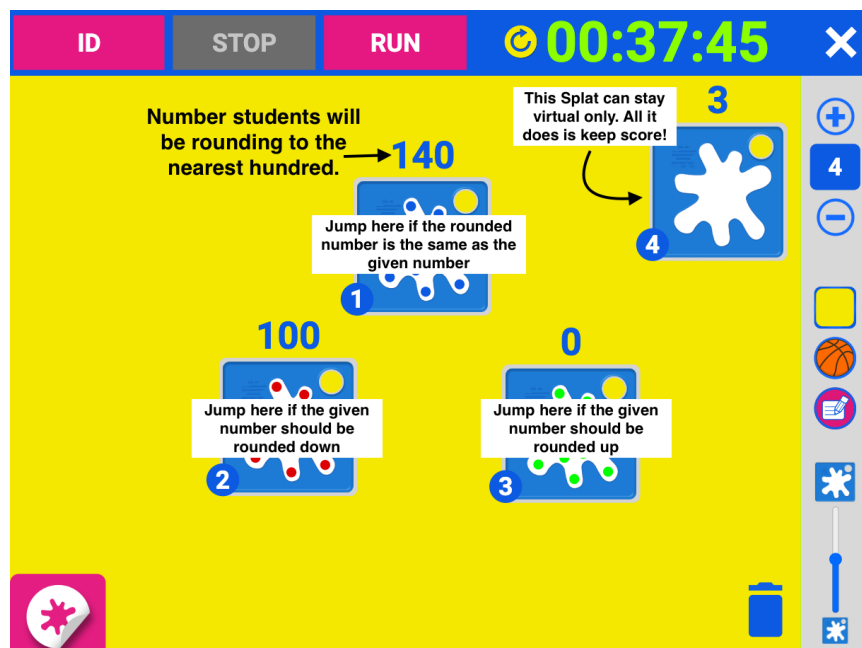 ID
STOP
RUN
00:37:45
Number students will
be rounding to the
nearest hundred.
140
This Splat can stay
virtual only. All it
does is keep score!
3
4
Jump here if the rounded
number is the same as the
given number
1
4
100
0
Jump here if the given
number should be
rounded down
2
Jump here if the given
number should be
rounded up
3